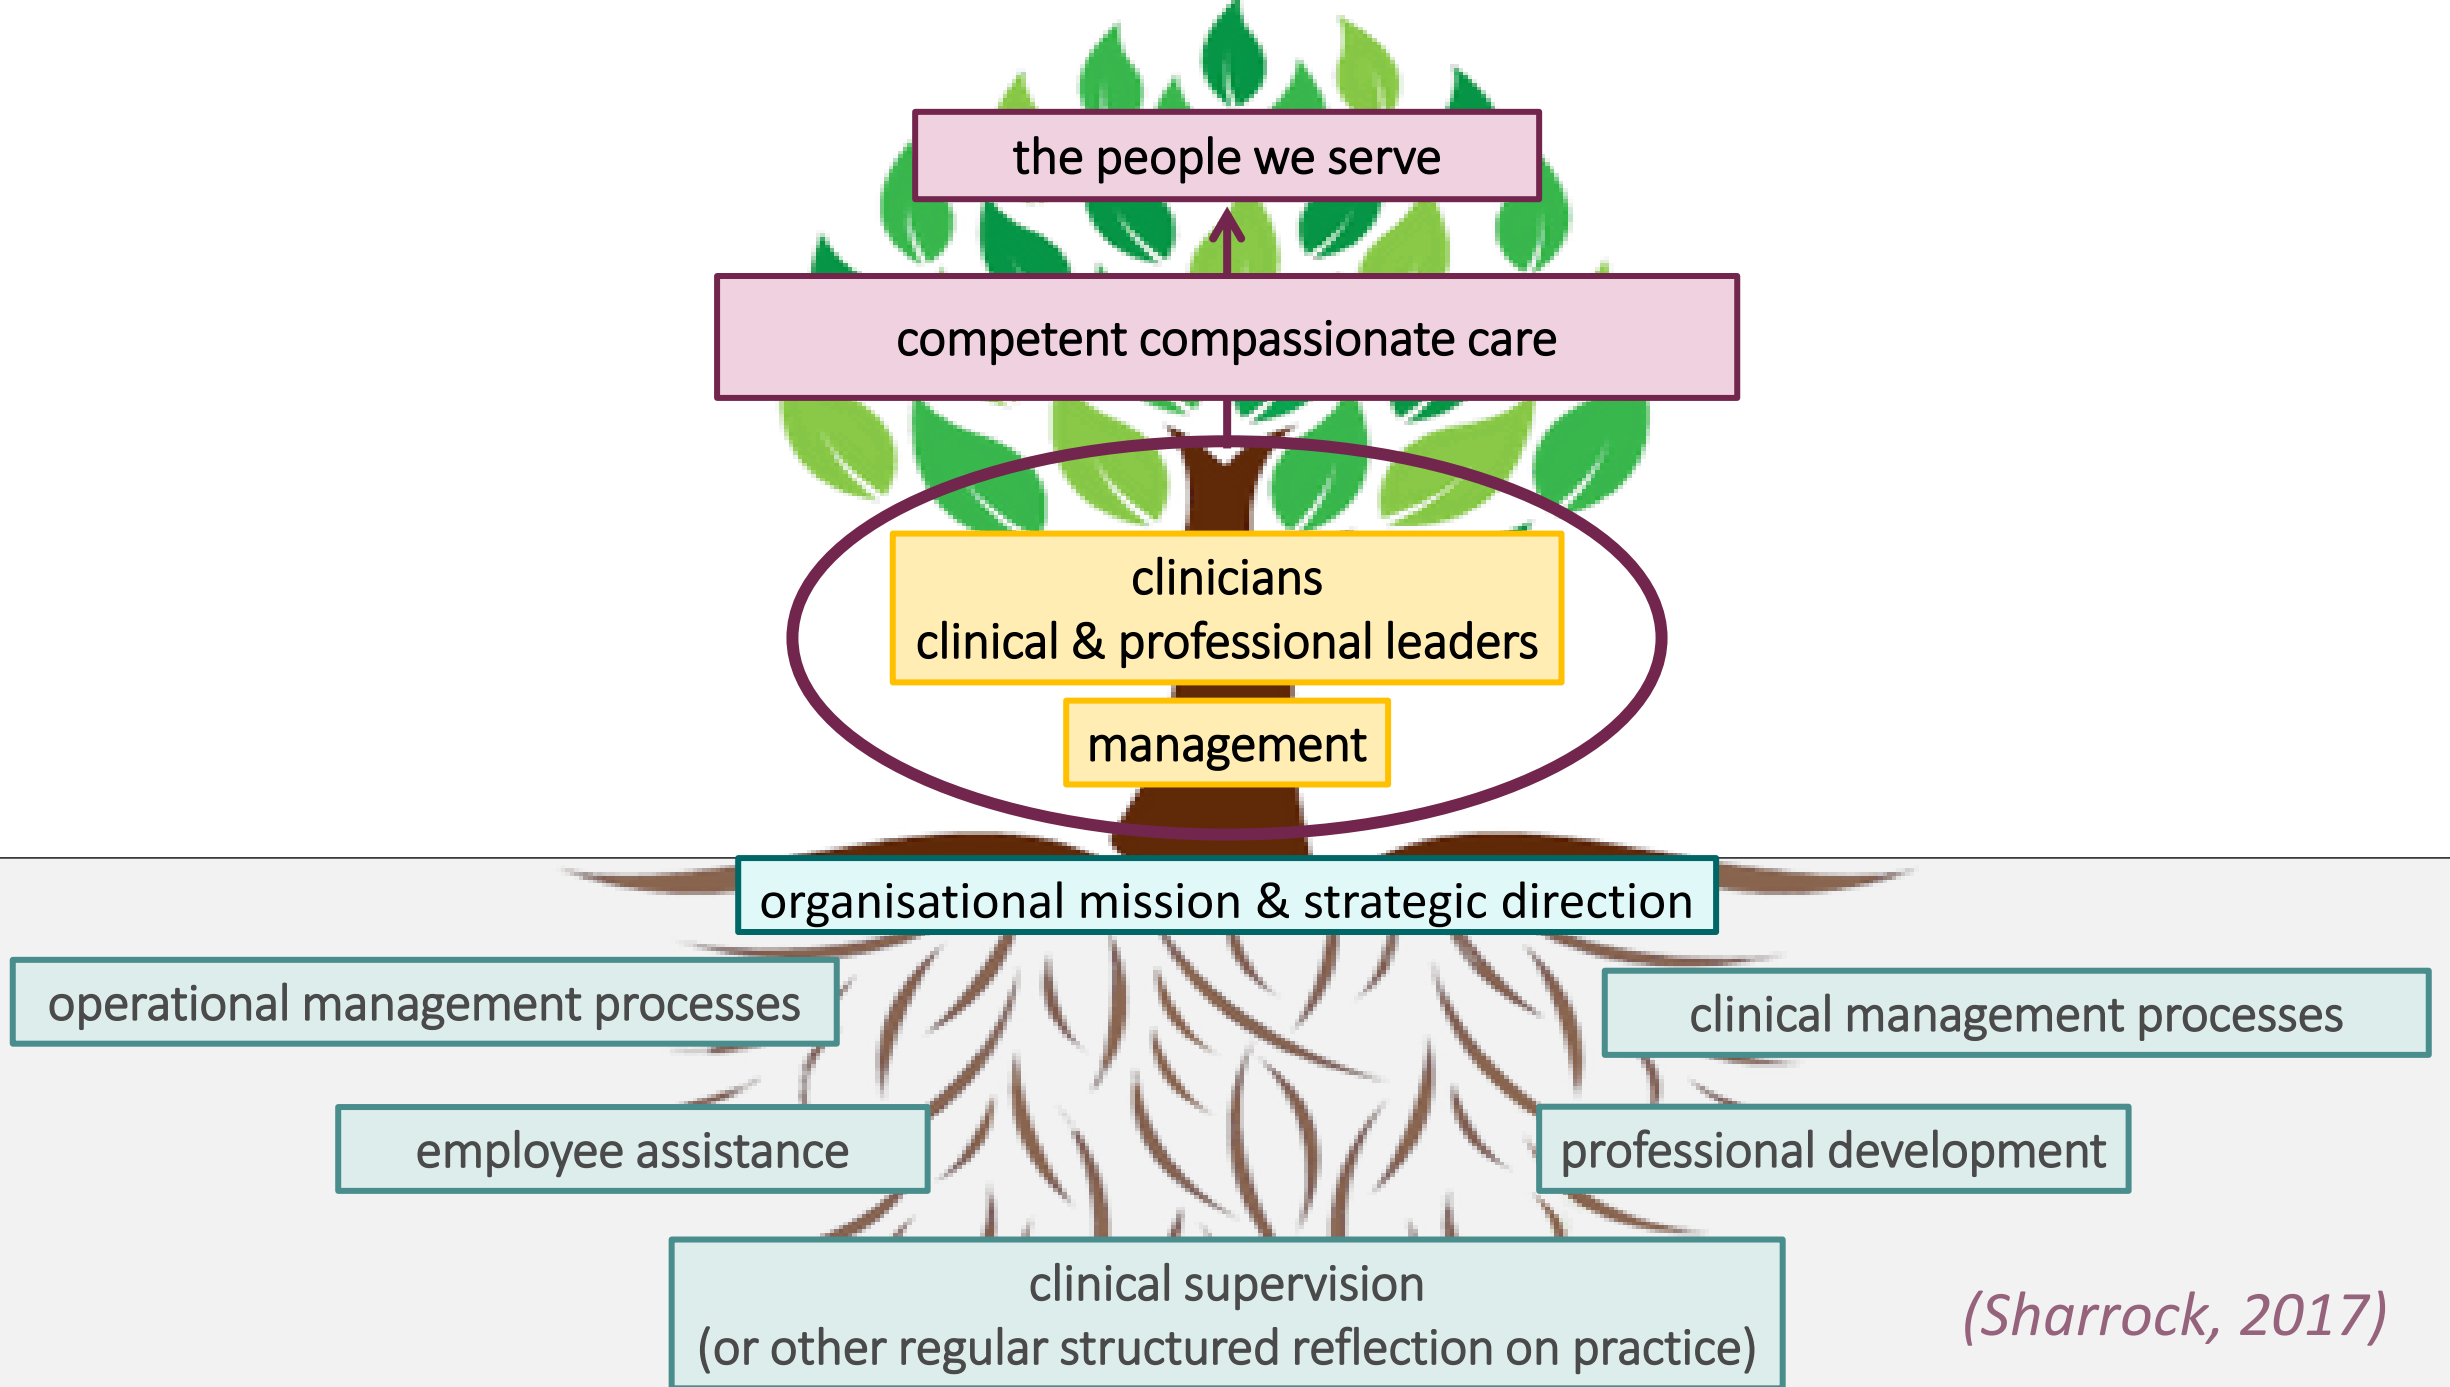 the people we serve
competent compassionate care
clinicians
clinical & professional leaders
management
organisational mission & strategic direction
operational management processes
clinical management processes
employee assistance
professional development
clinical supervision
(or other regular structured reflection on practice)
(Sharrock, 2017)